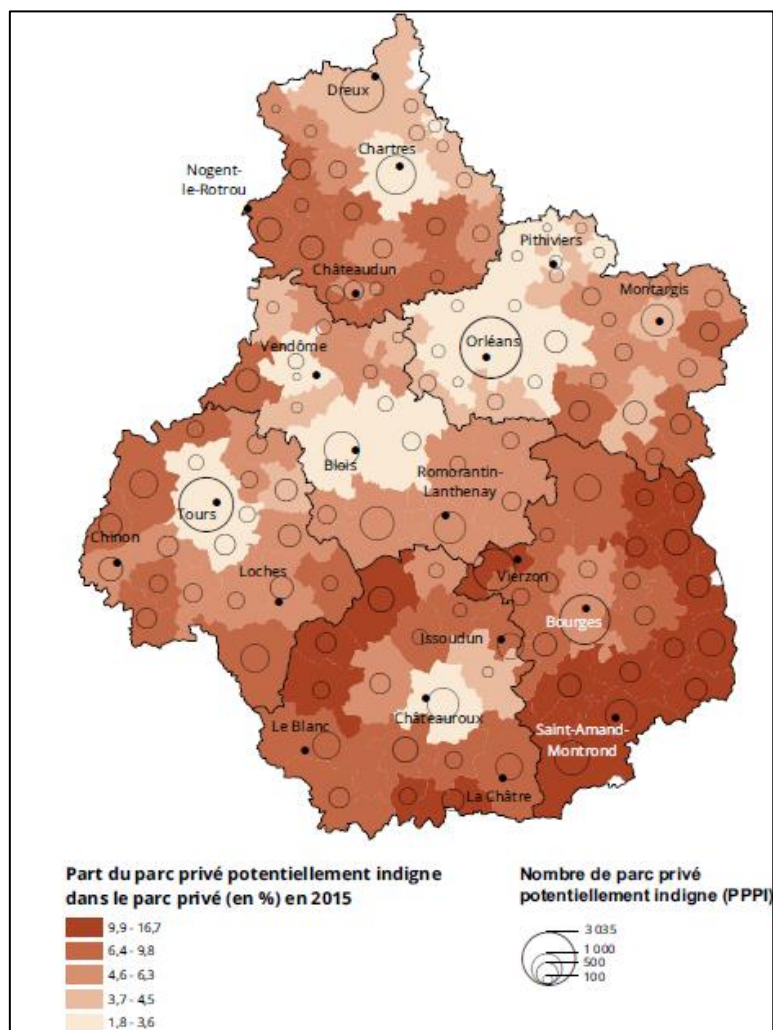 Dreux
Chartres
Nogent-
le-Rotrou
Pithiviers
Châteaudun
Montargis
Orléans
Vendôme
Blois
Romorantin-
Lanthenay
Tours
Chinon
Loches
Vierzon
Bourges
Issoudun
Châteauroux
Le Blanc
Saint-Amand-
Montrond
La Châtre
Part du parc privé potentiellement indigne
dans le parc privé (en %) en 2015
9,9 - 16,7
6,4 - 9,8
4,6 - 6,3
3,7 - 4,5
1,8 - 3,6
Nombre de parc privé
potentiellement indigne (PPPI)
3 035
1 000
500
100